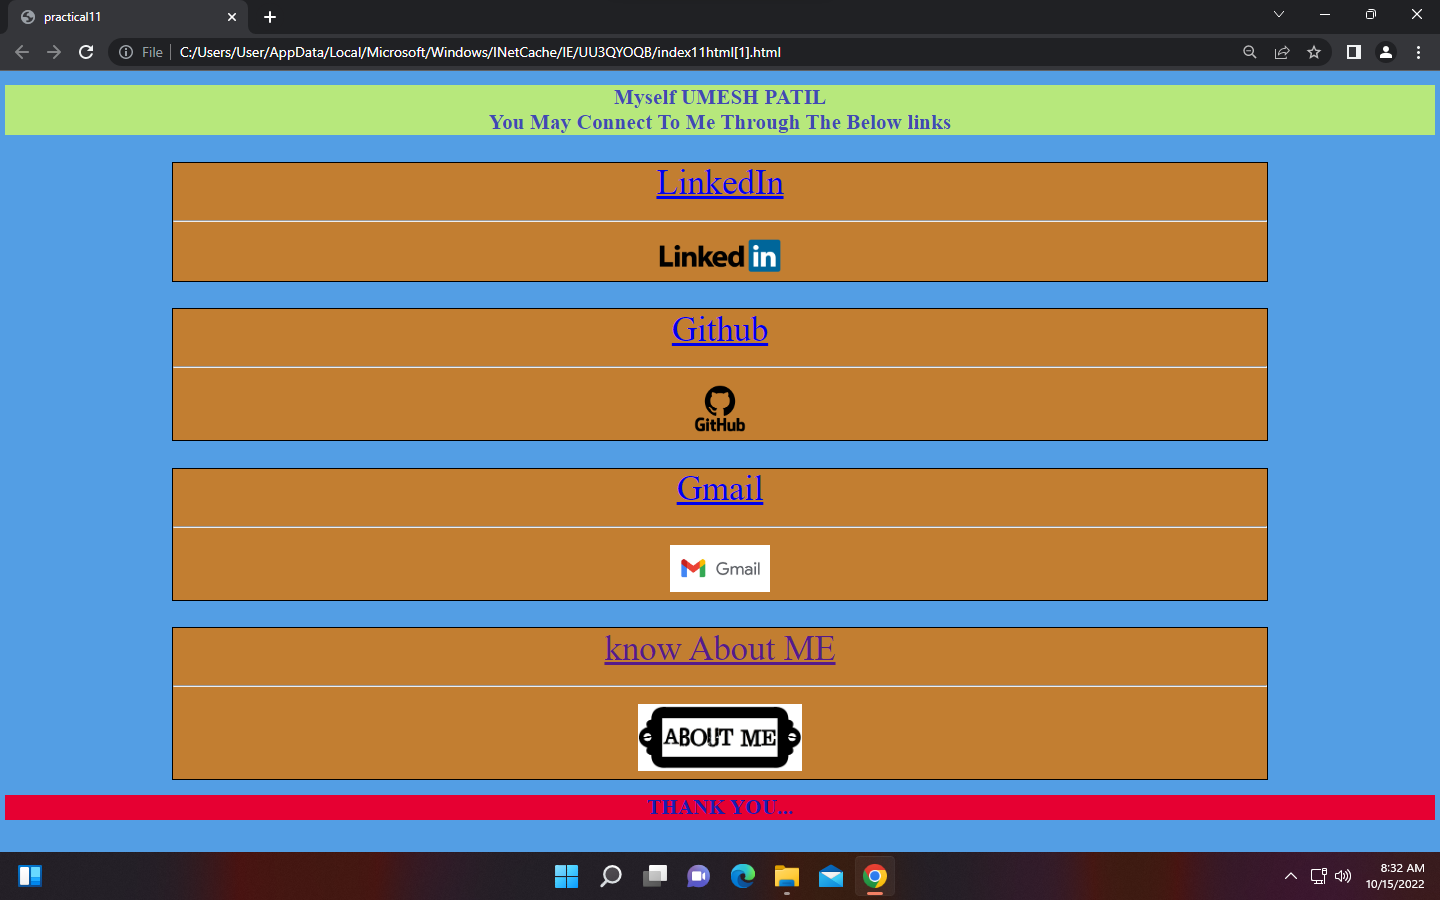 practical11
File C:/Users/User/AppData/Local/Microsoft/Windows/INetCache/IE/UU3QYOQB/index11html[1].html
Myself UMESH PATIL
You May Connect To Me Through The Below links
LinkedIn
Linked in
Github
GitHub
Gmail
Gmail
know About ME
ABOUT ME
THANK YOU...
8:32 AM
10/15/2022